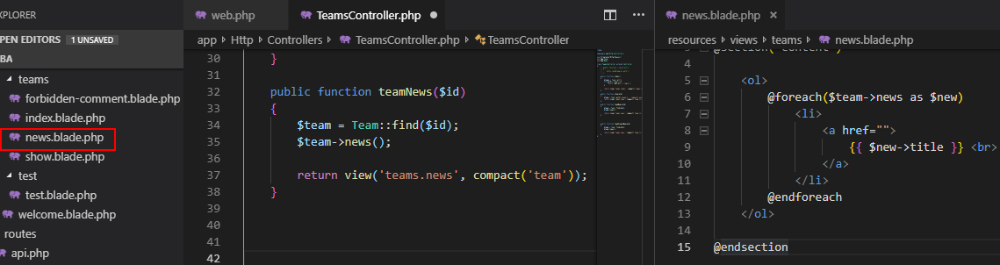 EXPLORER
OPEN EDITORS 1 UNSAVED
BA
teams
forbidden-comment.blade.php
index.blade.php
news.blade.php
show.blade.php
test
test.blade.php
welcome.blade.php
routes
api.php
web.php
TeamsController.php
app > Http > Controllers > TeamsController.php > TeamsController
30 }
31
32 public function teamNews($id)
33 {
34 $team = Team::find($id);
35 $team->news();
36
37 return view('teams.news', compact('team'));
38 }
39
40
41
42
news.blade.php
resources > views > teams > news.blade.php
3 @section('content')
4
5 <ol>
6 @foreach($team->news as $new)
7 <li>
8 <a href="">
9 {{ $new->title }} <br>
10 </a>
11 </li>
12 @endforeach
13 </ol>
14
15 @endsection